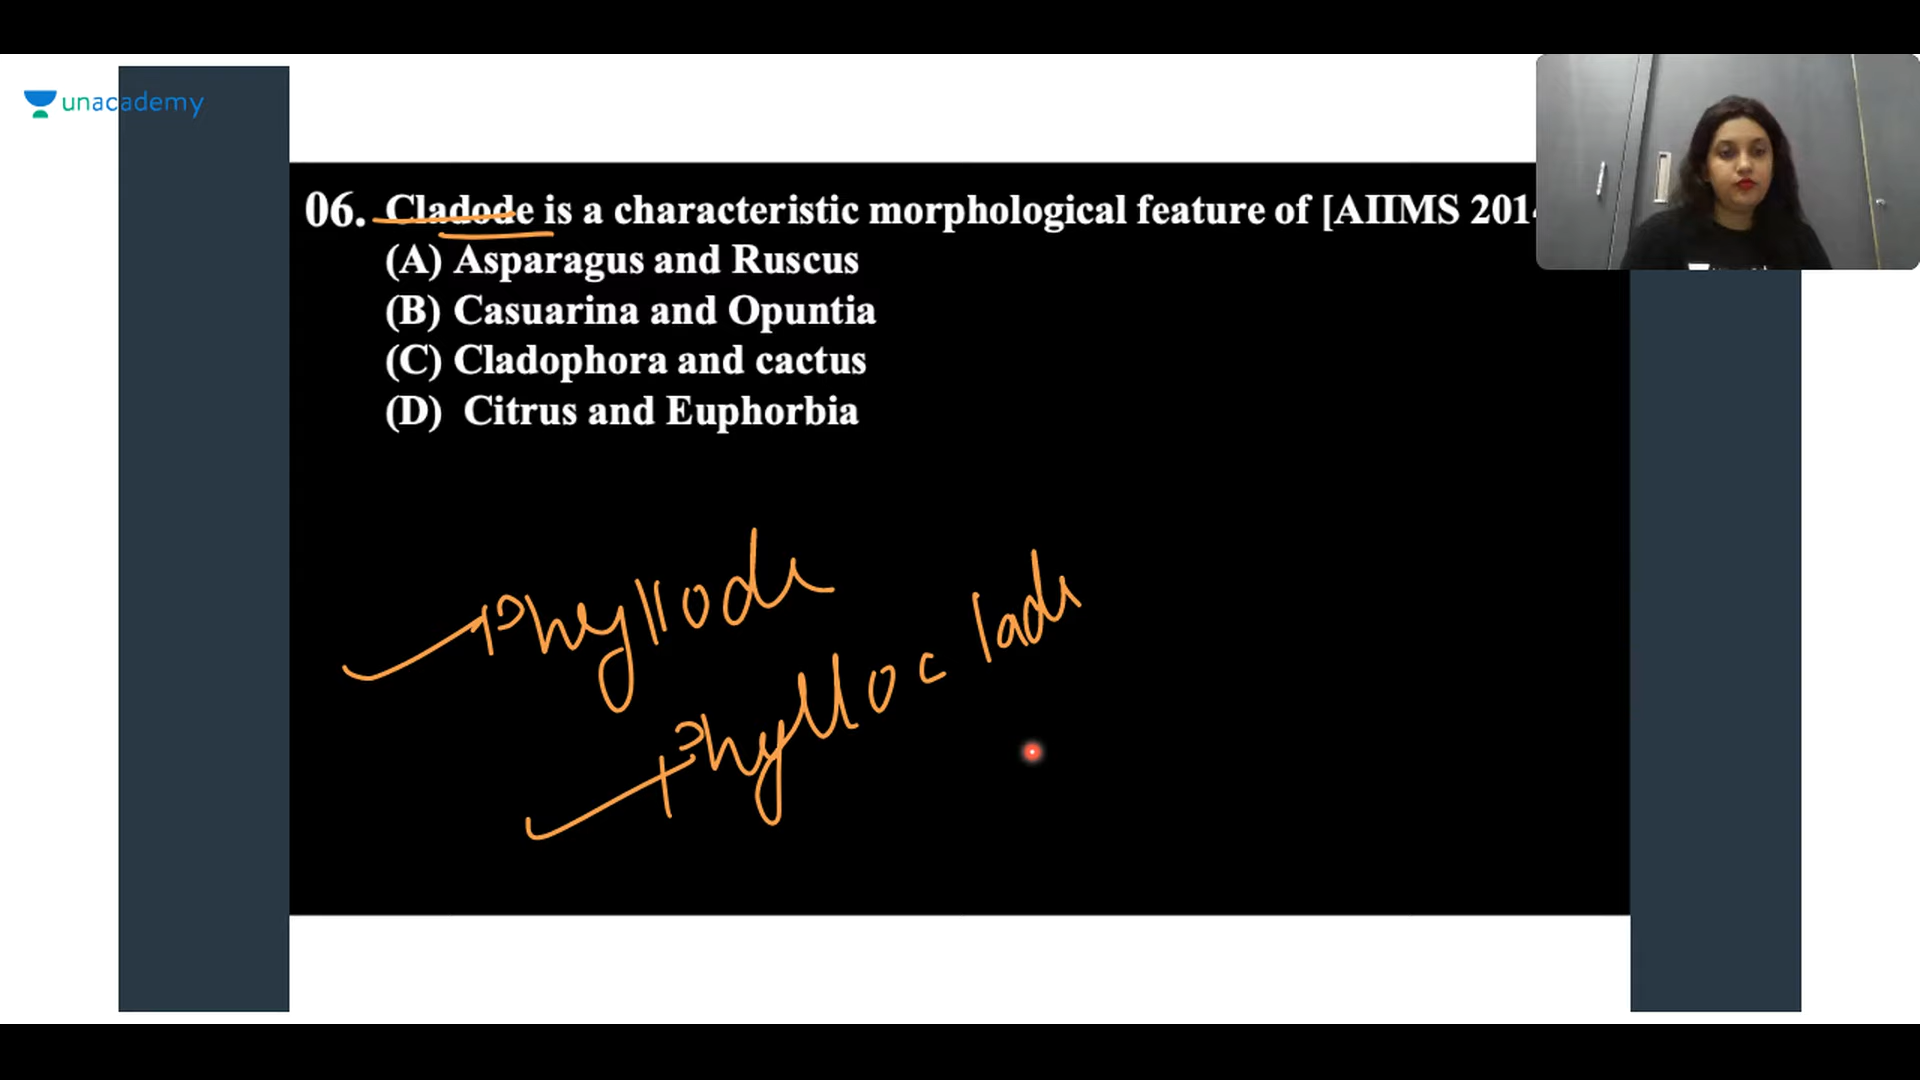 unacademy
06. Cladode is a characteristic morphological feature of [AIIMS 201
(A) Asparagus and Ruscus
(B) Casuarina and Opuntia
(C) Cladophora and cactus
(D) Citrus and Euphorbia
Phyllode
Phylloclade